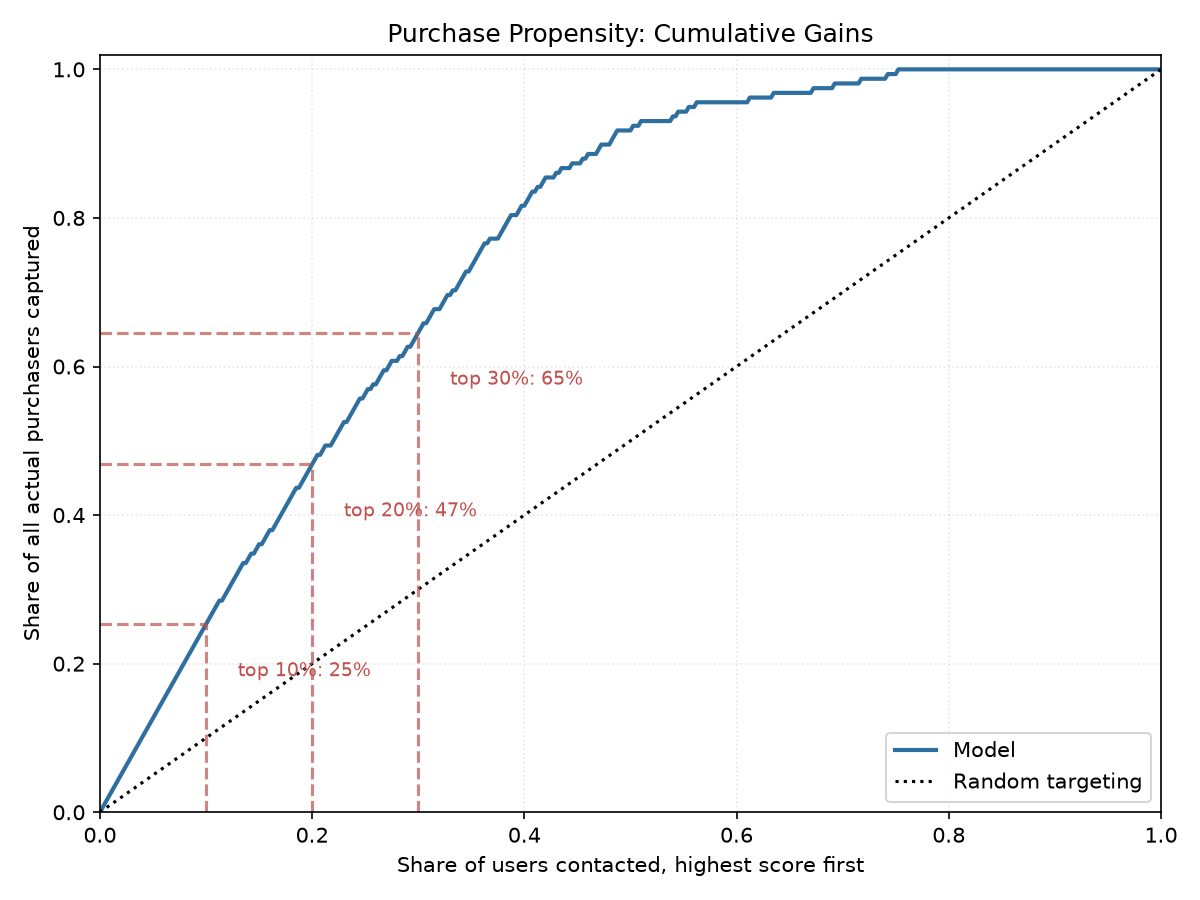 Purchase Propensity: Cumulative Gains
Share of all actual purchasers captured
1.0
0.8
0.6
0.4
0.2
0.0
top 30%: 65%
top 20%: 47%
top 10%: 25%
Model
Random targeting
0.0
0.2
0.4
0.6
0.8
1.0
Share of users contacted, highest score first